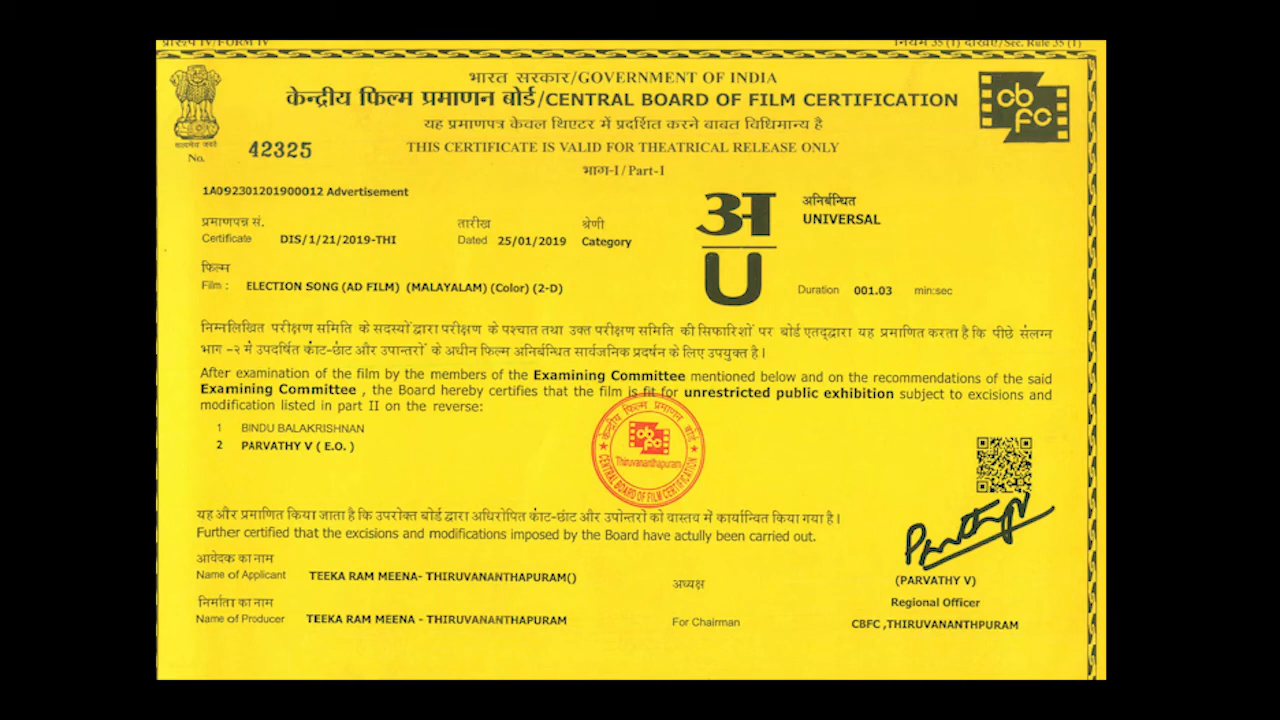 प्रारूप IV/FORM IV
नियम 35 (1) देखिए/See. Rule 35 (1)
भारत सरकार/GOVERNMENT OF INDIA
केन्द्रीय फिल्म प्रमाणन बोर्ड/CENTRAL BOARD OF FILM CERTIFICATION
यह प्रमाणपत्र केवल थिएटर में प्रदर्शित करने बाबत विधिमान्य है
THIS CERTIFICATE IS VALID FOR THEATRICAL RELEASE ONLY
सत्यमेव जयते
No. 42325
cbfc
भाग-I / Part-I
1A092301201900012 Advertisement
अ
U
अनिर्बन्धित
UNIVERSAL
प्रमाणपत्र सं. तारीख श्रेणी
Certificate DIS/1/21/2019-THI Dated 25/01/2019 Category
फिल्म
Film : ELECTION SONG (AD FILM) (MALAYALAM) (Color) (2-D)
Duration 001.03 min:sec
निम्नलिखित परीक्षण समिति के सदस्यों द्वारा परीक्षण के पश्चात तथा उक्त परीक्षण समिति की सिफारिशों पर बोर्ड एतद्द्वारा यह प्रमाणित करता है कि पीछे संलग्न
भाग -२ में उपदर्षित काट-छांट और उपान्तरों के अधीन फिल्म अनिर्बन्धित सार्वजनिक प्रदर्षन के लिए उपयुक्त है।
After examination of the film by the members of the Examining Committee mentioned below and on the recommendations of the said
Examining Committee , the Board hereby certifies that the film is fit for unrestricted public exhibition subject to excisions and
modification listed in part II on the reverse:
1 BINDU BALAKRISHNAN
2 PARVATHY V ( E.O. )
केन्द्रीय फिल्म प्रमाणन बोर्ड
cbfc
Thiruvananthapuram
CENTRAL BOARD OF FILM CERTIFICATION
यह और प्रमाणित किया जाता है कि उपरोक्त बोर्ड द्वारा अधिरोपित काट-छांट और उपोन्तरों को वास्तव में कार्यान्वित किया गया है।
Further certified that the excisions and modifications imposed by the Board have actully been carried out.
आवेदक का नाम
Name of Applicant TEEKA RAM MEENA- THIRUVANANTHAPURAM()
अध्यक्ष
(PARVATHY V)
निर्माता का नाम
Regional Officer
Name of Producer TEEKA RAM MEENA - THIRUVANANTHAPURAM
For Chairman
CBFC ,THIRUVANANTHPURAM